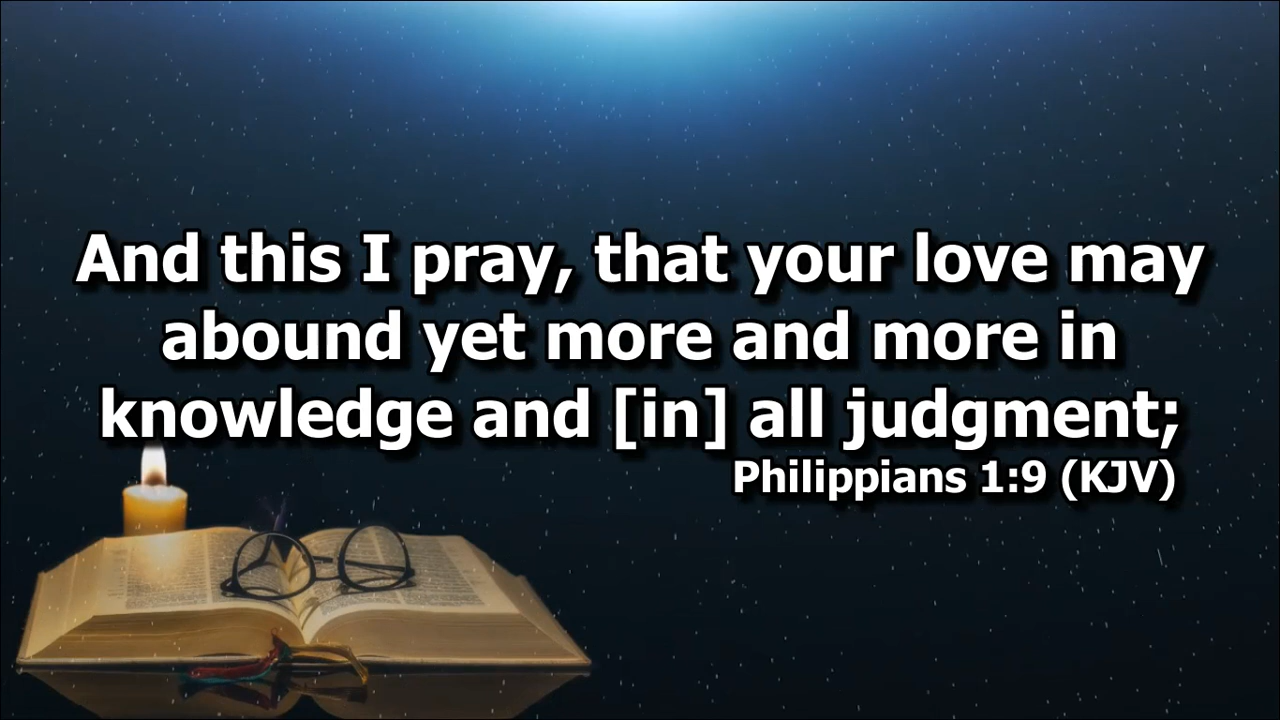 And this I pray, that your love may
abound yet more and more in
knowledge and [in] all judgment;
Philippians 1:9 (KJV)